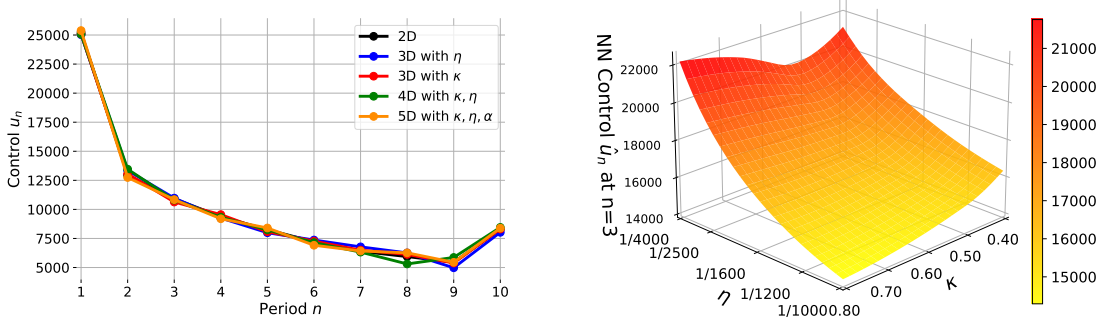 25000
22500
20000
17500
15000
12500
10000
7500
5000
Control uₙ
1 2 3 4 5 6 7 8 9 10
Period n
2D
3D with η
3D with κ
4D with κ, η
5D with κ, η, α
NN Control ûₙ at n=3
22000
20000
18000
16000
14000
1/4000
1/2500
1/1600
1/1200
1/1000
η
0.80
0.70
0.60
0.50
0.40
κ
21000
20000
19000
18000
17000
16000
15000